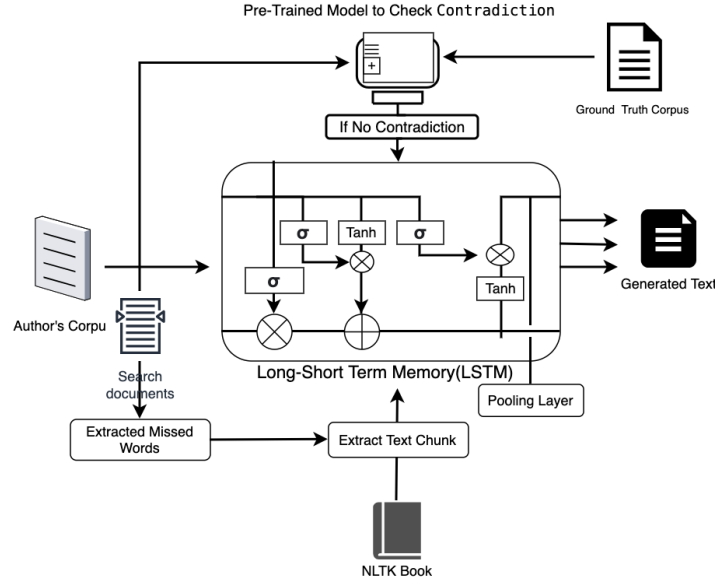 Pre-Trained Model to Check Contradiction
+
Ground Truth Corpus
If No Contradiction
σ
Tanh
σ
σ
Tanh
Generated Text
Author's Corpu
Search
documents
Long-Short Term Memory(LSTM)
Pooling Layer
Extracted Missed
Words
Extract Text Chunk
NLTK Book